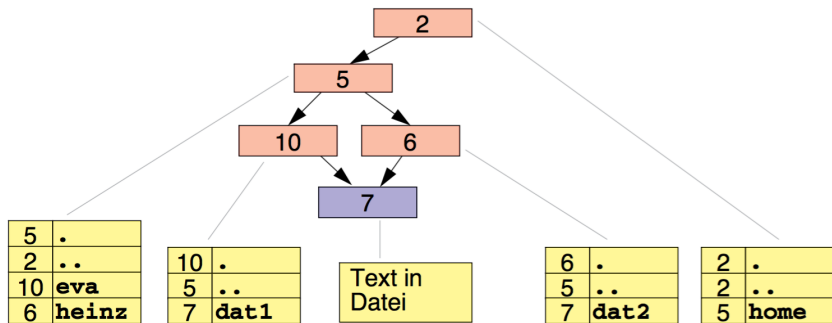 2
5
10 6
7
5 .
2 ..
10 eva
6 heinz
10 .
5 ..
7 dat1
Text in
Datei
6 .
5 ..
7 dat2
2 .
2 ..
5 home